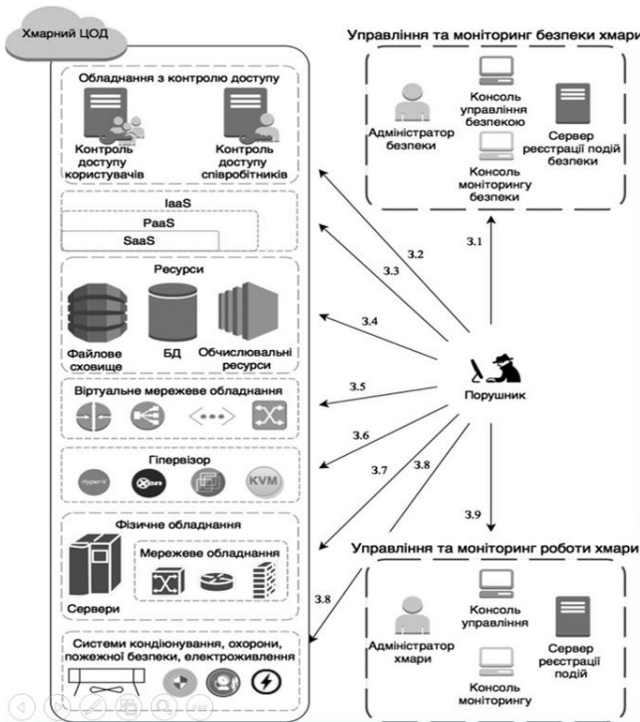 Хмарний ЦОД
Обладнання з контролю доступу
Контроль
доступу
користувачів
Контроль
доступу
співробітників
IaaS
PaaS
SaaS
Ресурси
Файлове
сховище
БД
Обчислювальні
ресурси
Віртуальне мережеве обладнання
Гіпервізор
Hyper-V
Xen
KVM
Фізичне обладнання
Мережеве обладнання
Сервери
Системи кондіюнування, охорони,
пожежної безпеки, електроживлення
Управління та моніторинг безпеки хмари
Адміністратор
безпеки
Консоль
управління
безпекою
Консоль
моніторингу
безпеки
Сервер
реєстрації подій
безпеки
3.1
3.2
3.3
3.4
3.5
3.6
3.7
3.8
3.8
3.9
Порушник
Управління та моніторинг роботи хмари
Адміністратор
хмари
Консоль
управління
Консоль
моніторингу
Сервер
реєстрації
подій